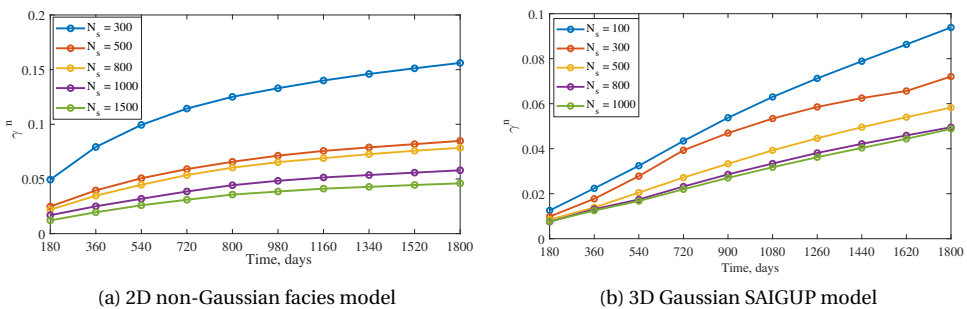 0.2
0.15
0.1
0.05
0
γⁿ
N_s = 300
N_s = 500
N_s = 800
N_s = 1000
N_s = 1500
180 360 540 720 800 980 1160 1340 1520 1800
Time, days
(a) 2D non-Gaussian facies model
0.1
0.08
0.06
0.04
0.02
0
γⁿ
N_s = 100
N_s = 300
N_s = 500
N_s = 800
N_s = 1000
180 360 540 720 900 1080 1260 1440 1620 1800
Time, days
(b) 3D Gaussian SAIGUP model